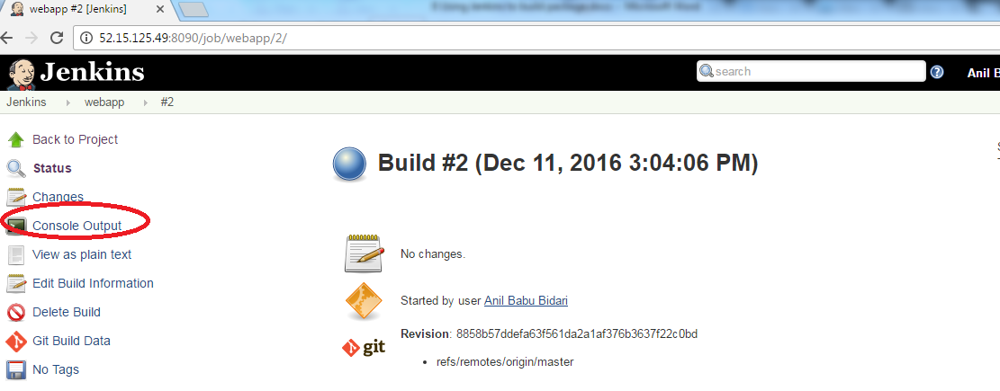 webapp #2 [Jenkins]
52.15.125.49:8090/job/webapp/2/
Jenkins
search
Anil B
Jenkins
webapp
#2
Back to Project
Status
Changes
Console Output
View as plain text
Edit Build Information
Delete Build
Git Build Data
No Tags
Build #2 (Dec 11, 2016 3:04:06 PM)
No changes.
Started by user Anil Babu Bidari
git
Revision: 8858b57ddefa63f561da2a1af376b3637f22c0bd
refs/remotes/origin/master